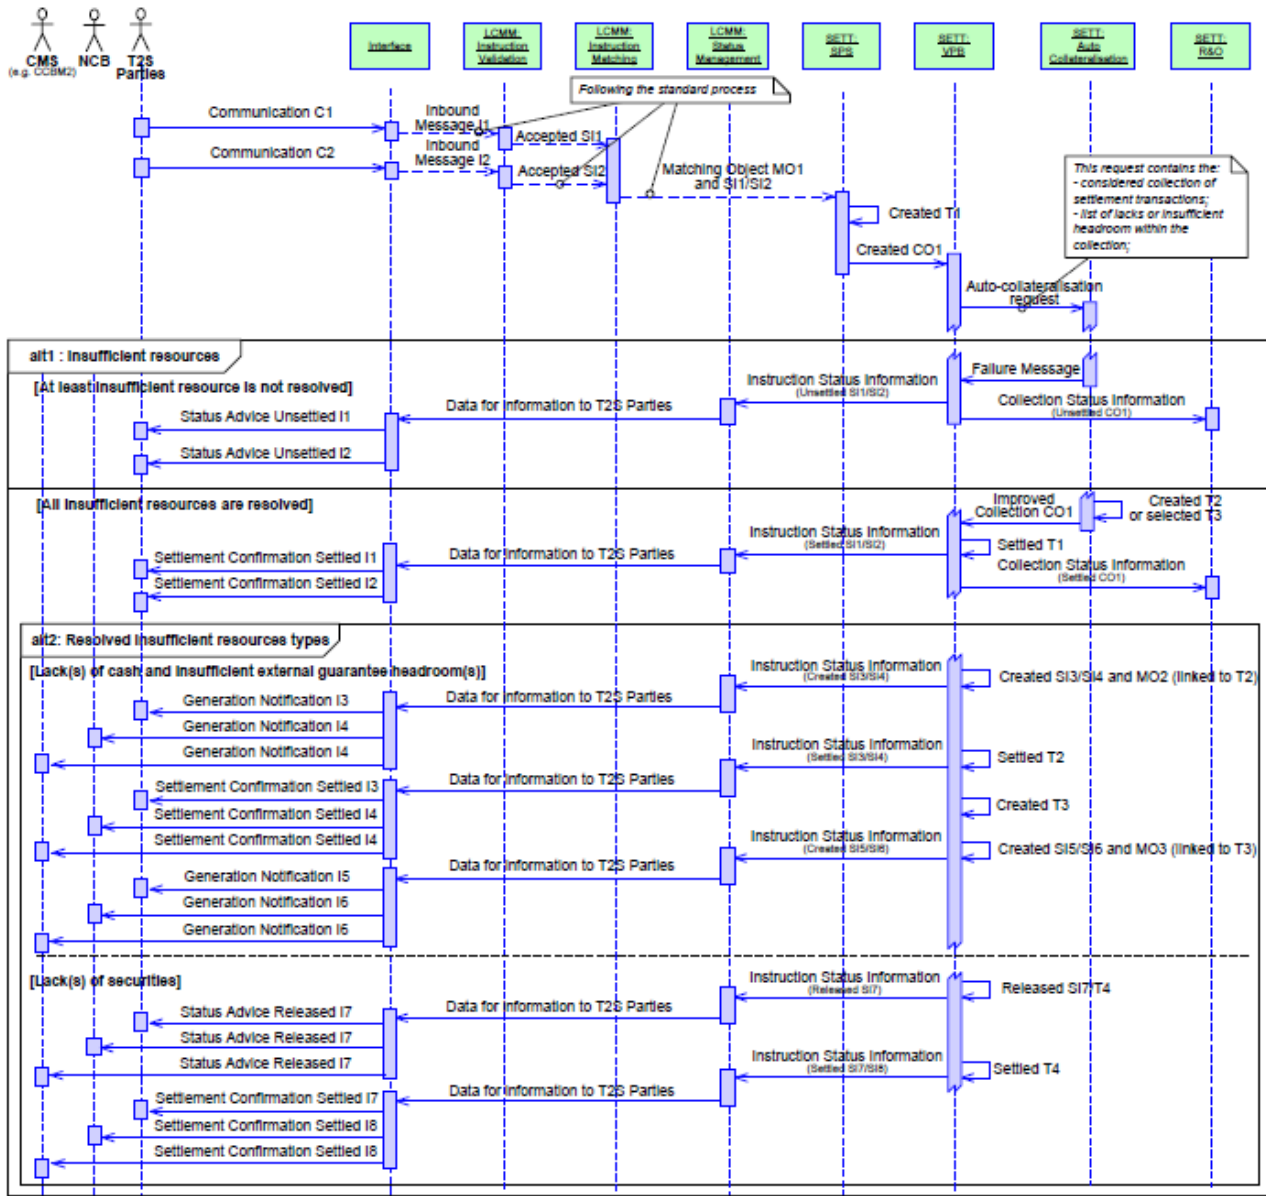 CMS
(e.g. CCBM2)
NCB
T2S
Parties
Interface
LCMM:
Instruction
Validation
LCMM:
Instruction
Matching
LCMM:
Status
Management
SETT:
SPS
SETT:
VPB
SETT:
Auto
Collateralisation
SETT:
R&O
Following the standard process
Communication C1
Inbound
Message I1
Accepted SI1
Communication C2
Inbound
Message I2
Accepted SI2
Matching Object MO1
and SI1/SI2
This request contains the:
- considered collection of
settlement transactions;
- list of lacks or insufficient
headroom within the
collection;
Created T1
Created CO1
Auto-collateralisation
request
alt1 : Insufficient resources
[At least insufficient resource is not resolved]
Failure Message
Instruction Status Information
(Unsettled SI1/SI2)
Collection Status Information
(Unsettled CO1)
Data for information to T2S Parties
Status Advice Unsettled I1
Status Advice Unsettled I2
[All insufficient resources are resolved]
Improved
Collection CO1
Created T2
or selected T3
Instruction Status Information
(Settled SI1/SI2)
Settled T1
Data for information to T2S Parties
Settlement Confirmation Settled I1
Collection Status Information
(Settled CO1)
Settlement Confirmation Settled I2
alt2: Resolved insufficient resources types
[Lack(s) of cash and insufficient external guarantee headroom(s)]
Instruction Status Information
(Created SI3/SI4)
Created SI3/SI4 and MO2 (linked to T2)
Data for information to T2S Parties
Generation Notification I3
Generation Notification I4
Generation Notification I4
Instruction Status Information
(Settled SI3/SI4)
Settled T2
Data for information to T2S Parties
Settlement Confirmation Settled I3
Created T3
Settlement Confirmation Settled I4
Settlement Confirmation Settled I4
Instruction Status Information
(Created SI5/SI6)
Created SI5/SI6 and MO3 (linked to T3)
Data for information to T2S Parties
Generation Notification I5
Generation Notification I6
Generation Notification I6
[Lack(s) of securities]
Instruction Status Information
(Released SI7)
Released SI7/T4
Data for information to T2S Parties
Status Advice Released I7
Status Advice Released I7
Status Advice Released I7
Instruction Status Information
(Settled SI7/SI8)
Settled T4
Data for information to T2S Parties
Settlement Confirmation Settled I7
Settlement Confirmation Settled I8
Settlement Confirmation Settled I8